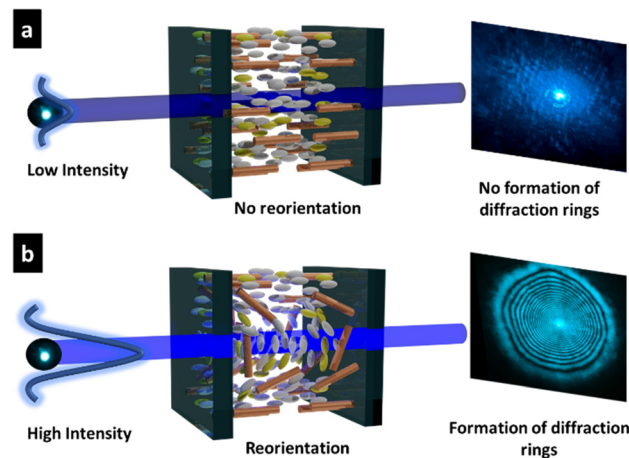 a
Low Intensity
No reorientation
No formation of
diffraction rings
b
High Intensity
Reorientation
Formation of diffraction
rings